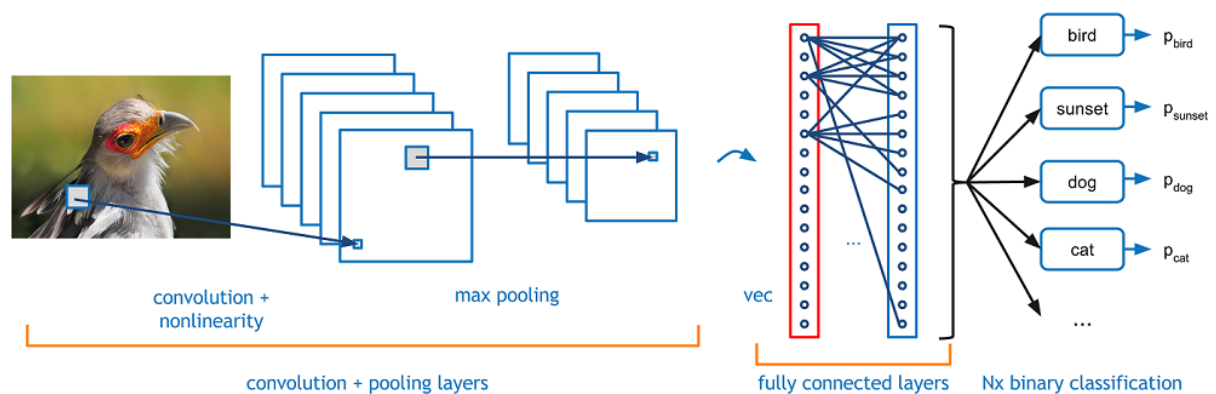 convolution +
nonlinearity
max pooling
vec
...
bird
p_bird
sunset
p_sunset
dog
p_dog
cat
p_cat
...
convolution + pooling layers
fully connected layers
Nx binary classification